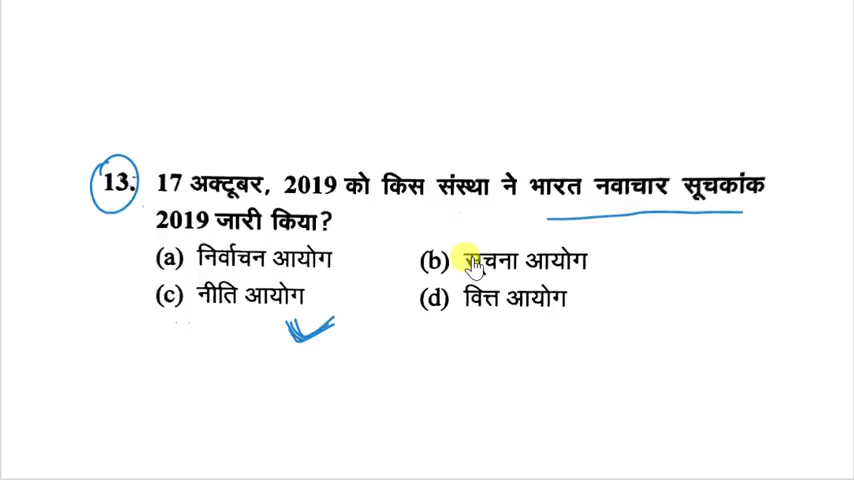 13. 17 अक्टूबर, 2019 को किस संस्था ने भारत नवाचार सूचकांक
2019 जारी किया?
(a) निर्वाचन आयोग (b) सूचना आयोग
(c) नीति आयोग (d) वित्त आयोग